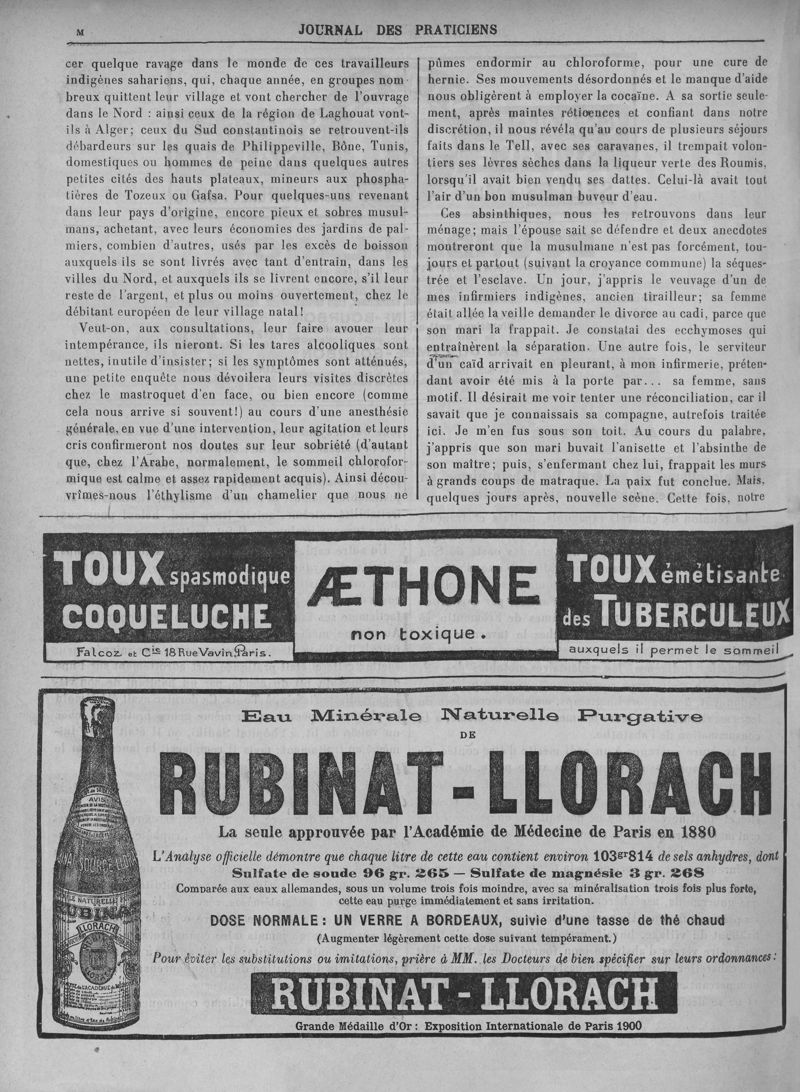 M
JOURNAL DES PRATICIENS
cer quelque ravage dans le monde de ces travailleurs
indigènes sahariens, qui, chaque année, en groupes nom-
breux quittent leur village et vont chercher de l'ouvrage
dans le Nord : ainsi ceux de la région de Laghouat vont-
ils à Alger; ceux du Sud constantinois se retrouvent-ils
débardeurs sur les quais de Philippeville, Bône, Tunis,
domestiques ou hommes de peine dans quelques autres
petites cités des hauts plateaux, mineurs aux phospha-
tières de Tozeux ou Gafsa. Pour quelques-uns revenant
dans leur pays d'origine, encore pieux et sobres musul-
mans, achetant, avec leurs économies des jardins de pal-
miers, combien d'autres, usés par les excès de boisson
auxquels ils se sont livrés avec tant d'entrain, dans les
villes du Nord, et auxquels ils se livrent encore, s'il leur
reste de l'argent, et plus ou moins ouvertement, chez le
débitant européen de leur village natal!
Veut-on, aux consultations, leur faire avouer leur
intempérance, ils nieront. Si les tares alcooliques sont
nettes, inutile d'insister; si les symptômes sont atténués,
une petite enquête nous dévoilera leurs visites discrètes
chez le mastroquet d'en face, ou bien encore (comme
cela nous arrive si souvent!) au cours d'une anesthésie
générale, en vue d'une intervention, leur agitation et leurs
cris confirmeront nos doutes sur leur sobriété (d'autant
que, chez l'Arabe, normalement, le sommeil chlorofor-
mique est calme et assez rapidement acquis). Ainsi décou-
vrîmes-nous l'éthylisme d'un chamelier que nous ne
pûmes endormir au chloroforme, pour une cure de
hernie. Ses mouvements désordonnés et le manque d'aide
nous obligèrent à employer la cocaïne. A sa sortie seule-
ment, après maintes réticences et confiant dans notre
discrétion, il nous révéla qu'au cours de plusieurs séjours
faits dans le Tell, avec ses caravanes, il trempait volon-
tiers ses lèvres sèches dans la liqueur verte des Roumis,
lorsqu'il avait bien vendu ses dattes. Celui-là avait tout
l'air d'un bon musulman buveur d'eau.
Ces absinthiques, nous les retrouvons dans leur
ménage; mais l'épouse sait se défendre et deux anecdotes
montreront que la musulmane n'est pas forcément, tou-
jours et partout (suivant la croyance commune) la séques-
trée et l'esclave. Un jour, j'appris le veuvage d'un de
mes infirmiers indigènes, ancien tirailleur; sa femme
était allée la veille demander le divorce au cadi, parce que
son mari la frappait. Je constatai des ecchymoses qui
entraînèrent la séparation. Une autre fois, le serviteur
d'un caïd arrivait en pleurant, à mon infirmerie, préten-
dant avoir été mis à la porte par... sa femme, sans
motif. Il désirait me voir tenter une réconciliation, car il
savait que je connaissais sa compagne, autrefois traitée
ici. Je m'en fus sous son toit. Au cours du palabre,
j'appris que son mari buvait l'anisette et l'absinthe de
son maître; puis, s'enfermant chez lui, frappait les murs
à grands coups de matraque. La paix fut conclue. Mais,
quelques jours après, nouvelle scène. Cette fois, notre
TOUX spasmodique
COQUELUCHE
Falcoz et Cie 18 Rue Vavin, Paris.
ÆTHONE
non toxique.
TOUX émétisante
des TUBERCULEUX
auxquels il permet le sommeil
Eau Minérale Naturelle Purgative
DE
RUBINAT-LLORACH
La seule approuvée par l'Académie de Médecine de Paris en 1880
L'Analyse officielle démontre que chaque litre de cette eau contient environ 103gr814 de sels anhydres, dont
Sulfate de soude 96 gr. 265 — Sulfate de magnésie 3 gr. 268
Comparée aux eaux allemandes, sous un volume trois fois moindre, avec sa minéralisation trois fois plus forte,
cette eau purge immédiatement et sans irritation.
DOSE NORMALE : UN VERRE A BORDEAUX, suivie d'une tasse de thé chaud
(Augmenter légèrement cette dose suivant tempérament.)
Pour éviter les substitutions ou imitations, prière à MM. les Docteurs de bien spécifier sur leurs ordonnances :
RUBINAT-LLORACH
Grande Médaille d'Or : Exposition Internationale de Paris 1900
AVIS
RUBINA
LLORACH